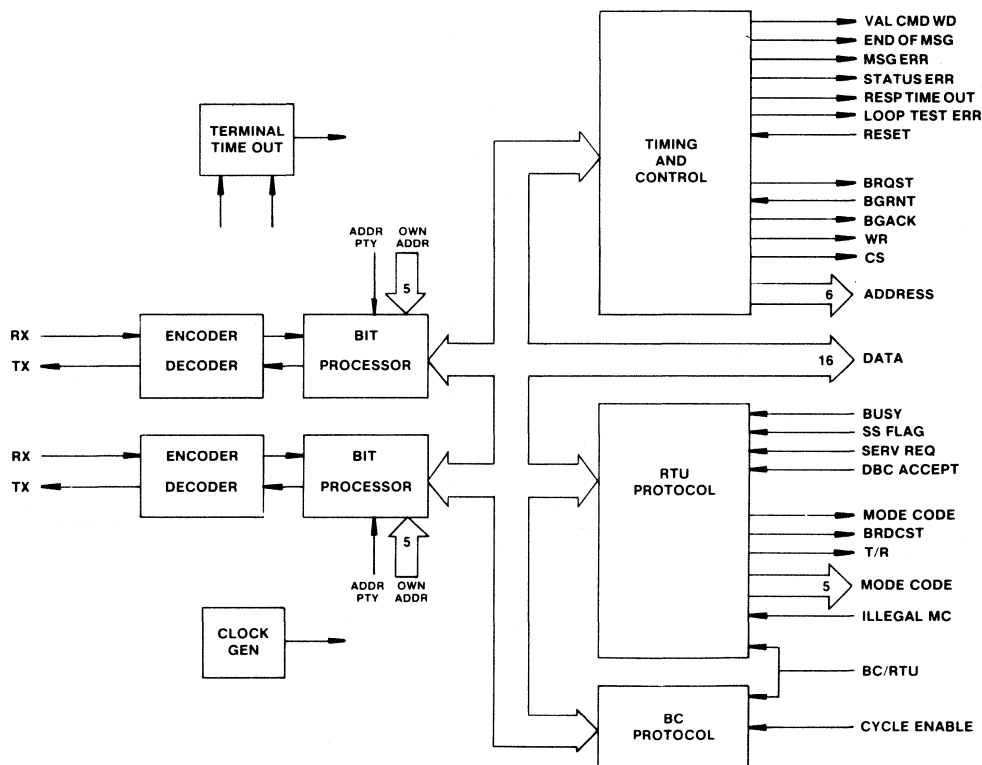 VAL CMD WD
END OF MSG
MSG ERR
STATUS ERR
RESP TIME OUT
LOOP TEST ERR
RESET
TERMINAL
TIME OUT
TIMING
AND
CONTROL
BRQST
BGRNT
BGACK
WR
CS
6
ADDRESS
ADDR
PTY
OWN
ADDR
5
RX
TX
ENCODER
DECODER
BIT
PROCESSOR
16
DATA
RX
TX
ENCODER
DECODER
BIT
PROCESSOR
5
ADDR
PTY
OWN
ADDR
RTU
PROTOCOL
BUSY
SS FLAG
SERV REQ
DBC ACCEPT
MODE CODE
BRDCST
T/R
5
MODE CODE
ILLEGAL MC
CLOCK
GEN
BC/RTU
BC
PROTOCOL
CYCLE ENABLE